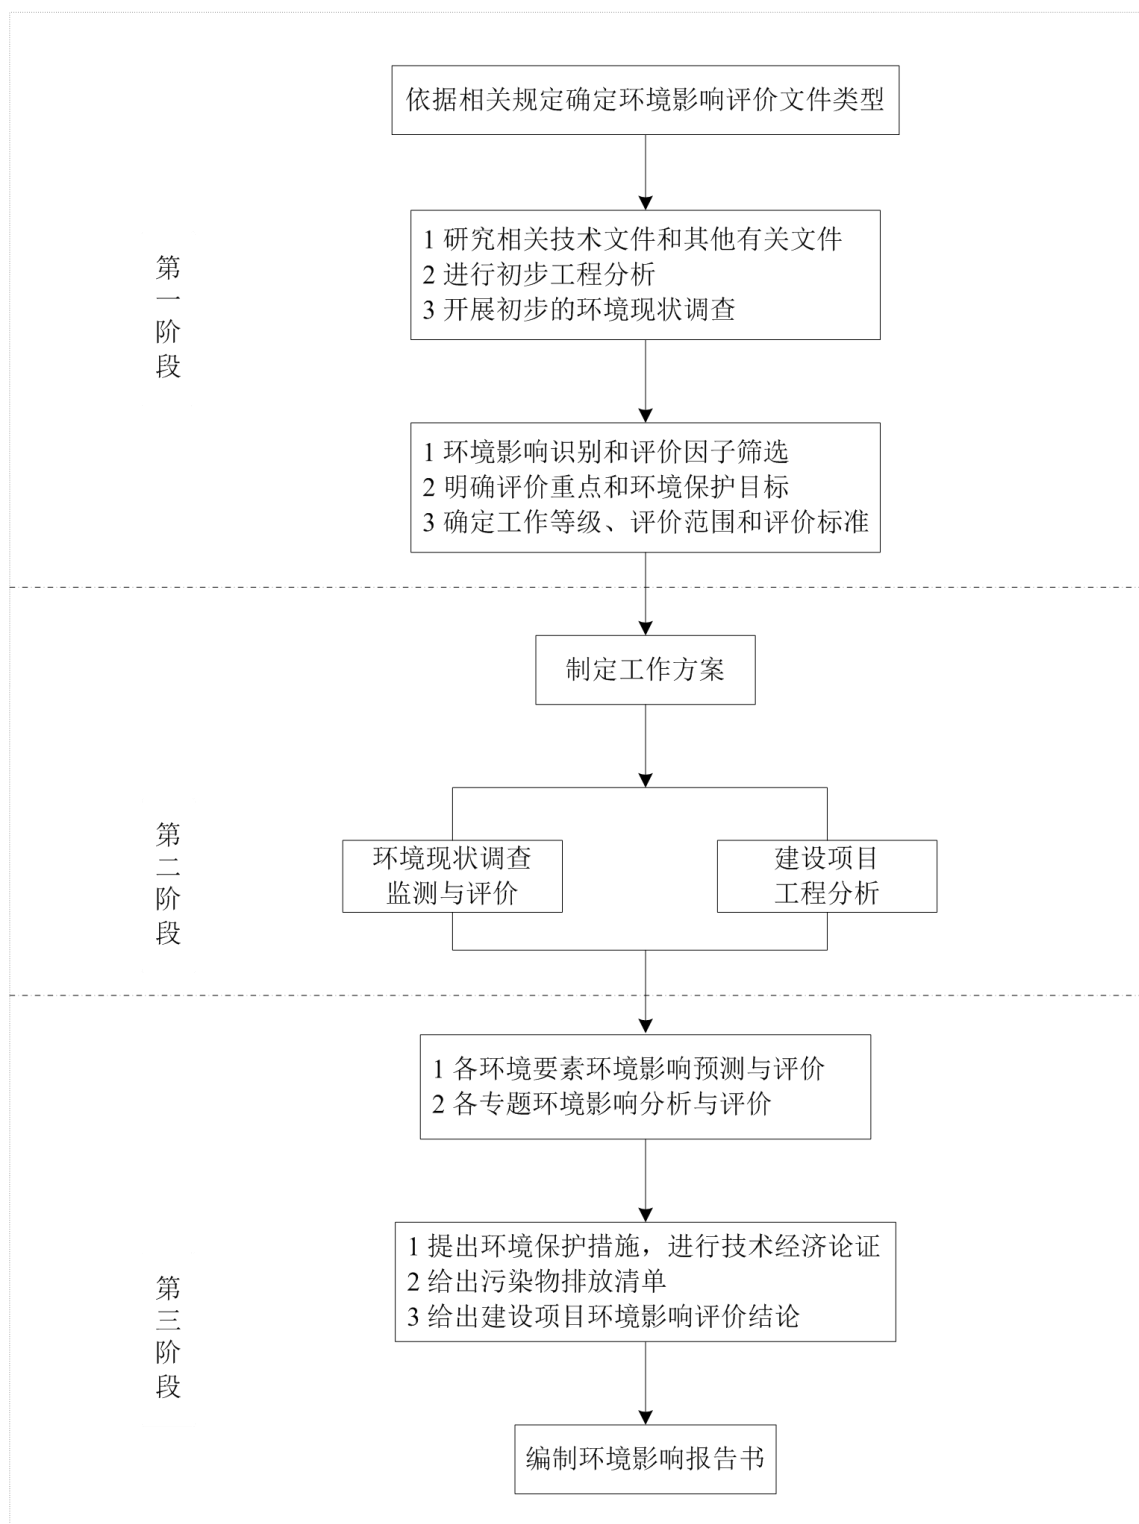 依据相关规定确定环境影响评价文件类型
1 研究相关技术文件和其他有关文件
2 进行初步工程分析
3 开展初步的环境现状调查
第一阶段
1 环境影响识别和评价因子筛选
2 明确评价重点和环境保护目标
3 确定工作等级、评价范围和评价标准
制定工作方案
第二阶段
环境现状调查
监测与评价
建设项目
工程分析
1 各环境要素环境影响预测与评价
2 各专题环境影响分析与评价
1 提出环境保护措施，进行技术经济论证
2 给出污染物排放清单
3 给出建设项目环境影响评价结论
第三阶段
编制环境影响报告书